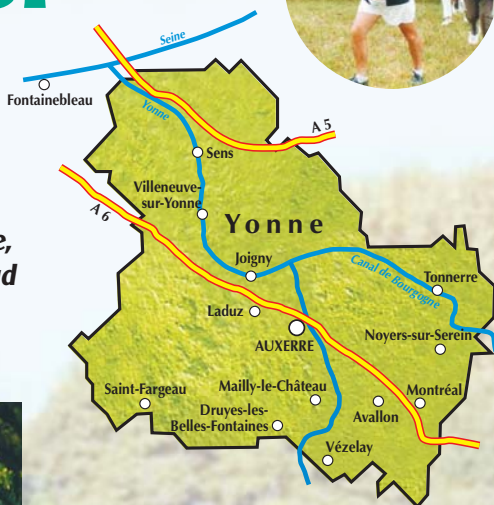 Seine
Fontainebleau
Yonne
A 5
Sens
Villeneuve-
sur-Yonne
A 6
Yonne
Joigny
Canal de Bourgogne
Tonnerre
Laduz
AUXERRE
Noyers-sur-Serein
Saint-Fargeau
Mailly-le-Château
Montréal
Druyes-les-
Belles-Fontaines
Avallon
Vézelay